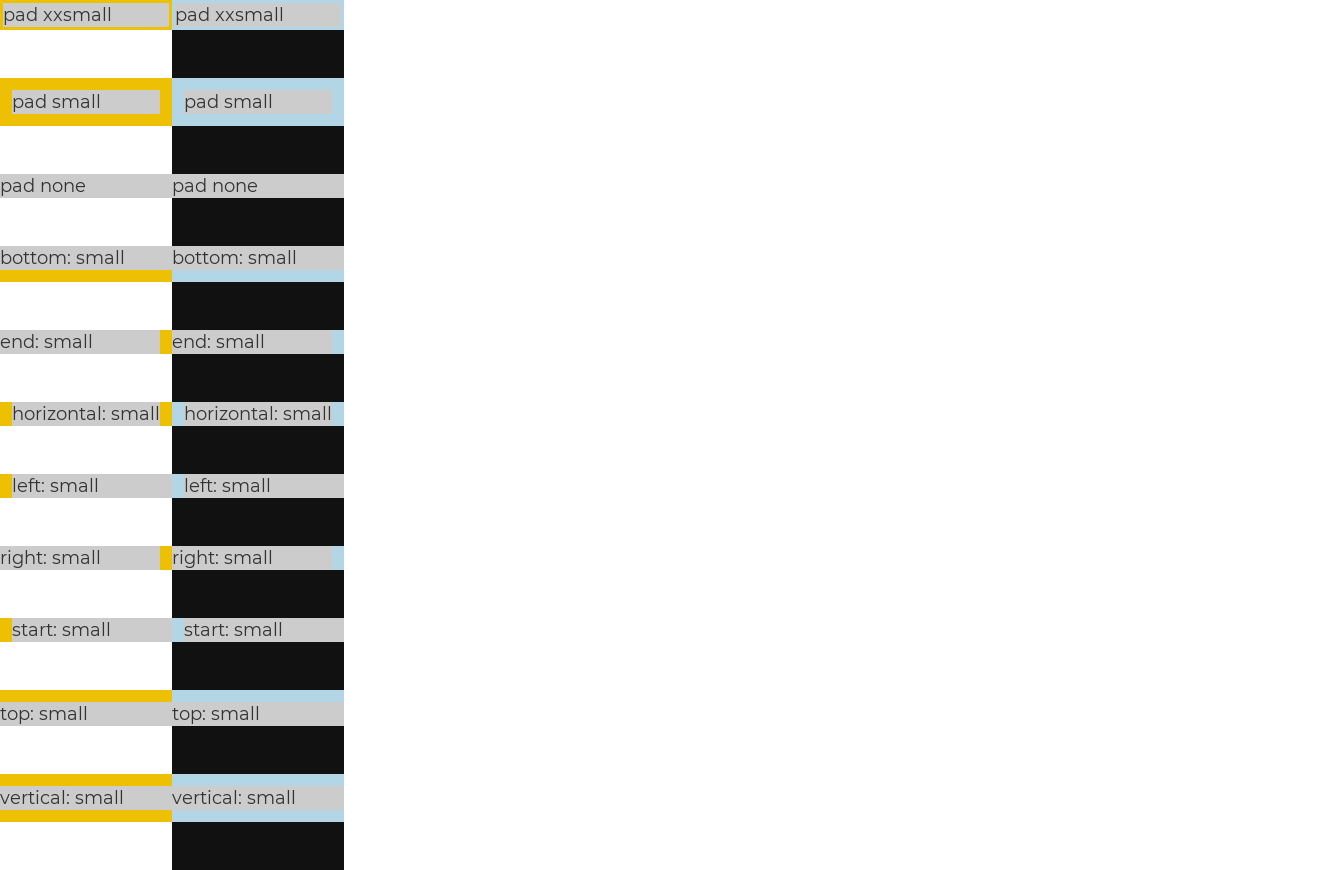 pad xxsmall pad xxsmall
pad small pad small
pad none pad none
bottom: small bottom: small
end: small end: small
horizontal: small horizontal: small
left: small left: small
right: small right: small
start: small start: small
top: small top: small
vertical: small vertical: small